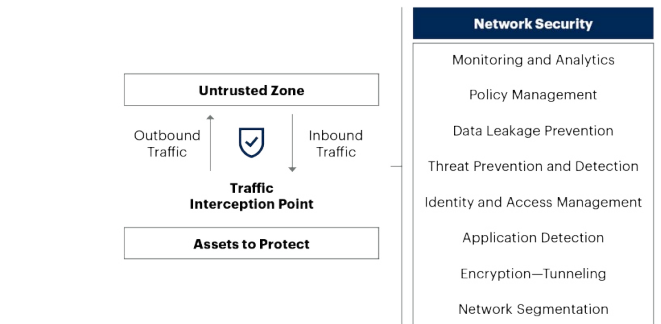 Untrusted Zone
Outbound
Traffic
Inbound
Traffic
Traffic
Interception Point
Assets to Protect
Network Security
Monitoring and Analytics
Policy Management
Data Leakage Prevention
Threat Prevention and Detection
Identity and Access Management
Application Detection
Encryption—Tunneling
Network Segmentation